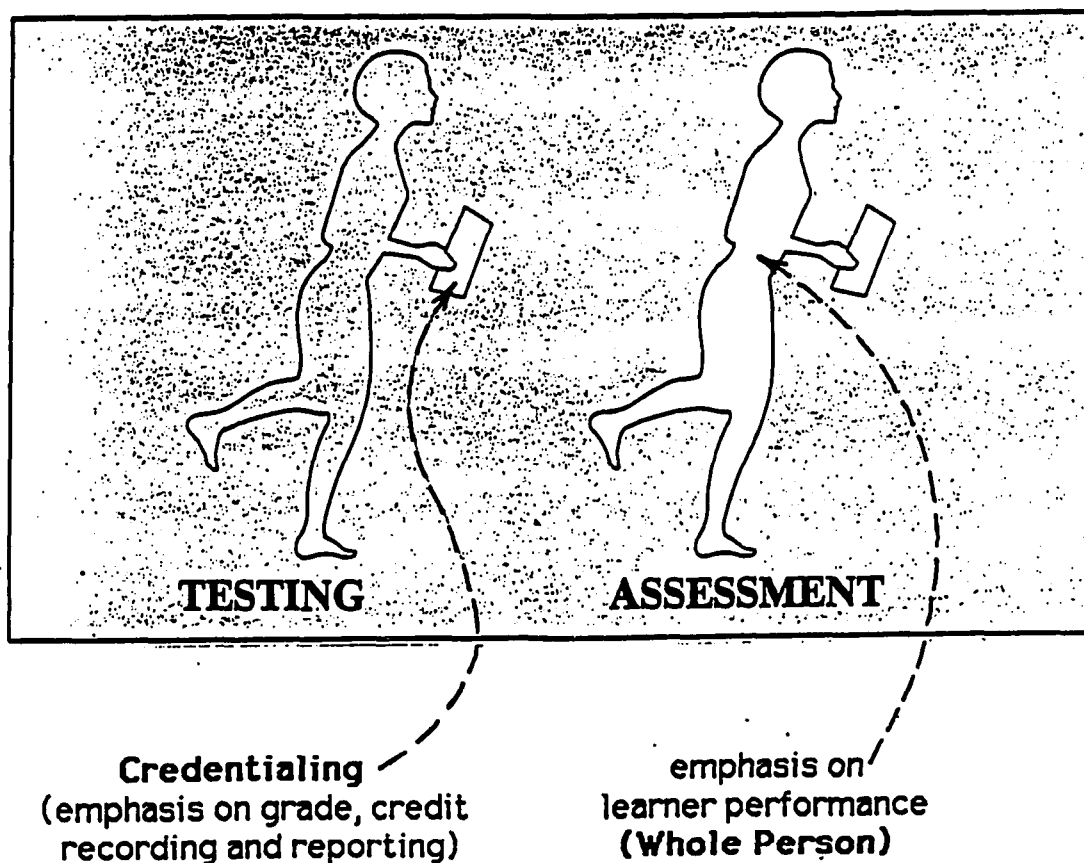 TESTING
ASSESSMENT
Credentialing
(emphasis on grade, credit
recording and reporting)
emphasis on
learner performance
(Whole Person)